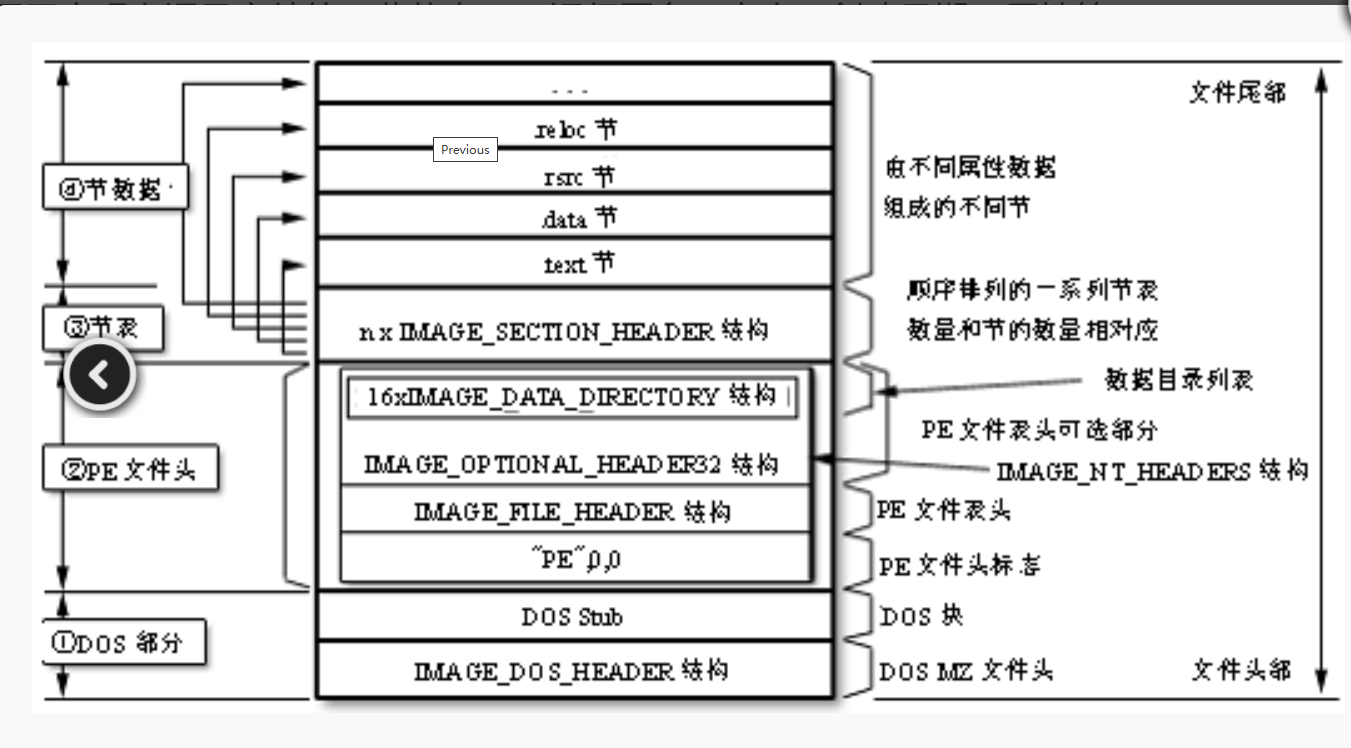 文件尾部
. . .
.reloc 节
Previous
rsrc 节
.data 节
text 节
④节数据
由不同属性数据
组成的不同节
③节表
n x IMAGE_SECTION_HEADER 结构
顺序排列的一系列节表
数量和节的数量相对应
16xIMAGE_DATA_DIRECTORY 结构
数据目录列表
②PE 文件头
IMAGE_OPTIONAL_HEADER32 结构
PE 文件表头可选部分
IMAGE_NT_HEADERS 结构
IMAGE_FILE_HEADER 结构
PE 文件表头
"PE",0,0
PE 文件头标志
①DOS 部分
DOS Stub
DOS 块
IMAGE_DOS_HEADER 结构
DOS MZ 文件头
文件头部